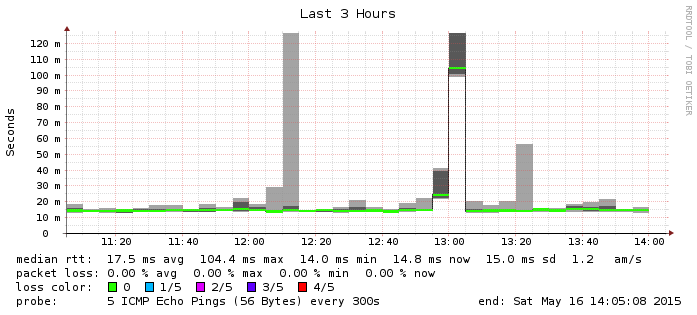 Last 3 Hours
RRDTOOL / TOBI OETIKER
Seconds
120 m
110 m
100 m
90 m
80 m
70 m
60 m
50 m
40 m
30 m
20 m
10 m
0
11:20 11:40 12:00 12:20 12:40 13:00 13:20 13:40 14:00
median rtt: 17.5 ms avg 104.4 ms max 14.0 ms min 14.8 ms now 15.0 ms sd 1.2 am/s
packet loss: 0.00 % avg 0.00 % max 0.00 % min 0.00 % now
loss color: 0 1/5 2/5 3/5 4/5
probe: 5 ICMP Echo Pings (56 Bytes) every 300s end: Sat May 16 14:05:08 2015